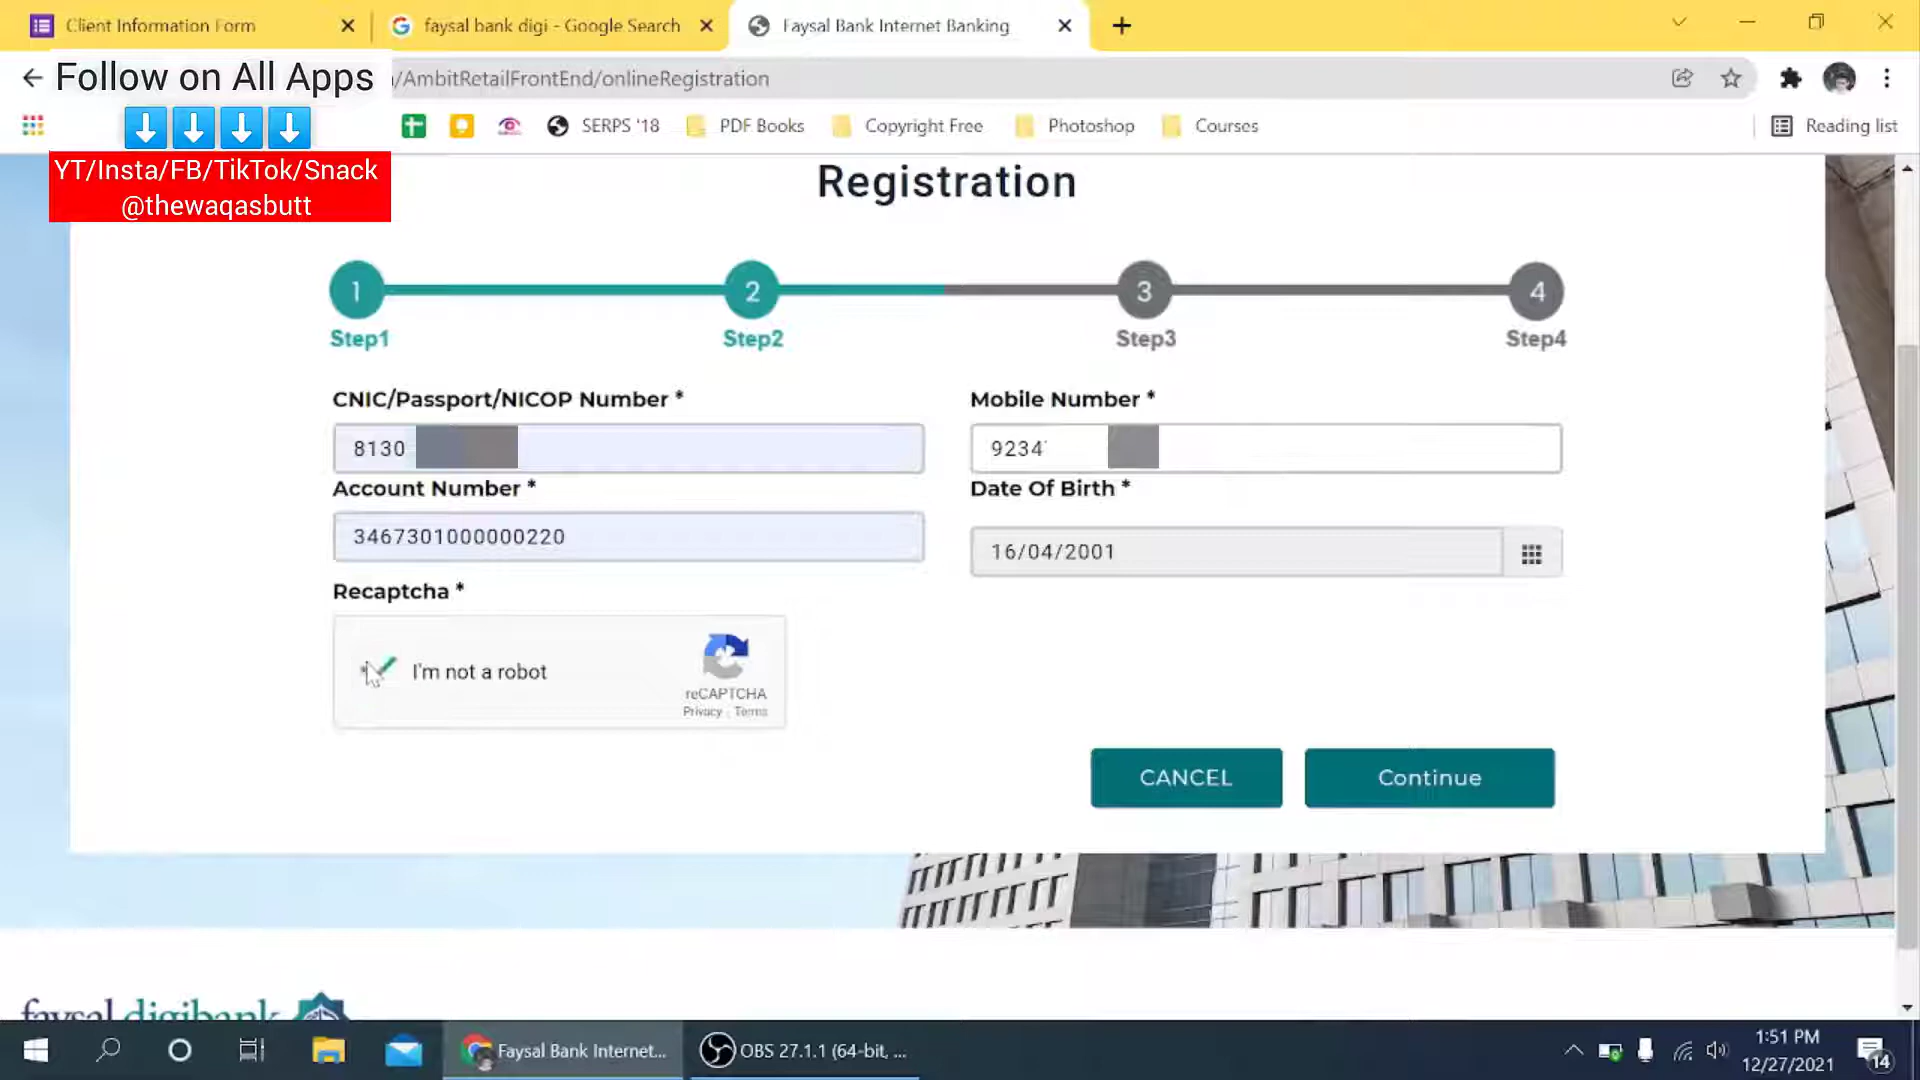 Client Information Form
faysal bank digi - Google Search
Faysal Bank Internet Banking
Follow on All Apps
/AmbitRetailFrontEnd/onlineRegistration
SERPS '18
PDF Books
Copyright Free
Photoshop
Courses
Reading list
YT/Insta/FB/TikTok/Snack
@thewaqasbutt
Registration
1
2
3
4
Step1
Step2
Step3
Step4
CNIC/Passport/NICOP Number *
Mobile Number *
8130
9234
Account Number *
Date Of Birth *
3467301000000220
16/04/2001
Recaptcha *
I'm not a robot
reCAPTCHA
Privacy - Terms
CANCEL
Continue
faysal digibank
Faysal Bank Internet...
OBS 27.1.1 (64-bit, ...
1:51 PM
12/27/2021
14